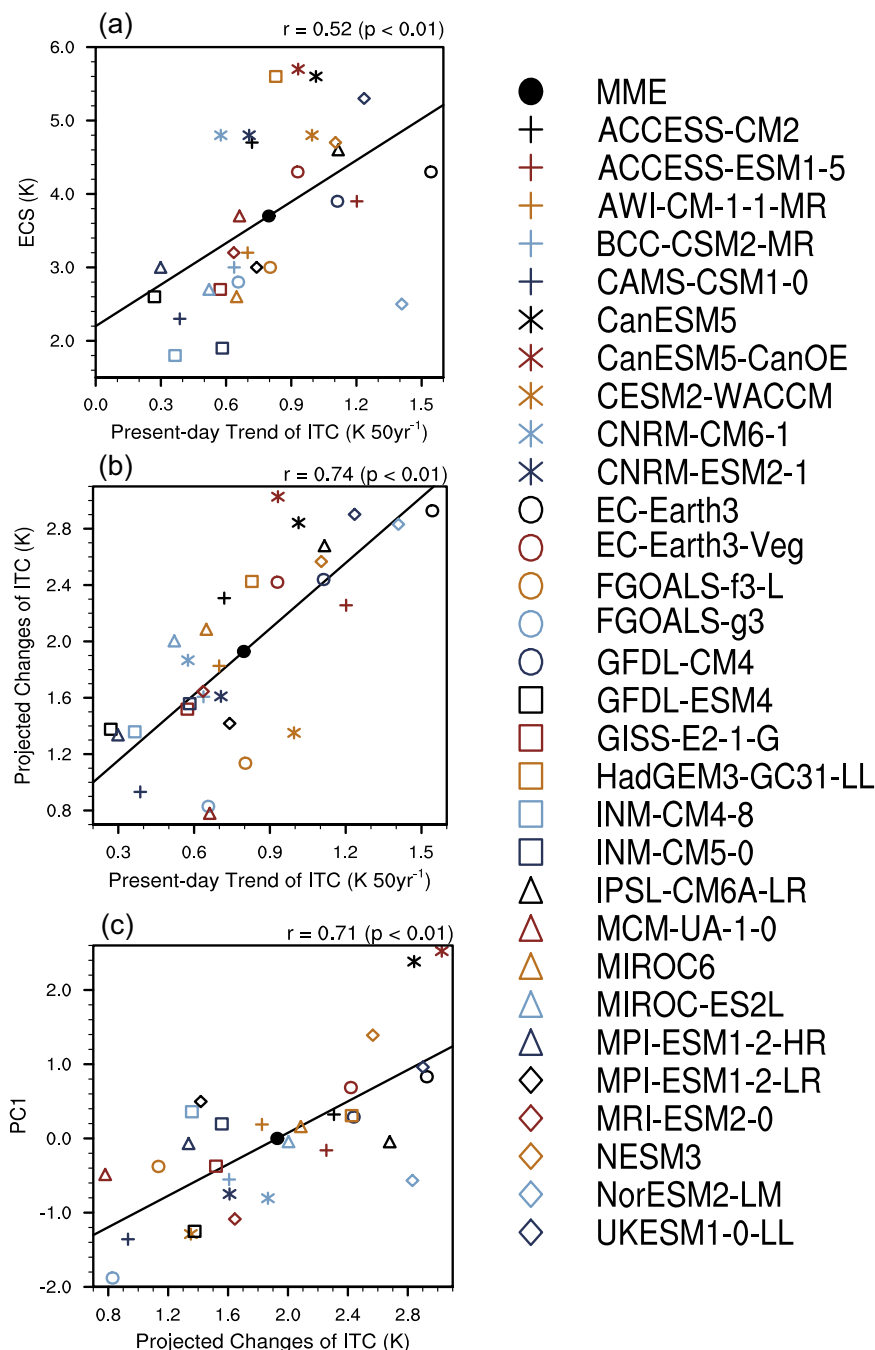 (a)
r = 0.52 (p < 0.01)
6.0
5.0
4.0
3.0
2.0
ECS (K)
0.0 0.3 0.6 0.9 1.2 1.5
Present-day Trend of ITC (K 50yr⁻¹)
(b)
r = 0.74 (p < 0.01)
2.8
2.4
2.0
1.6
1.2
0.8
Projected Changes of ITC (K)
0.3 0.6 0.9 1.2 1.5
Present-day Trend of ITC (K 50yr⁻¹)
(c)
r = 0.71 (p < 0.01)
2.0
1.0
0.0
-1.0
-2.0
PC1
0.8 1.2 1.6 2.0 2.4 2.8
Projected Changes of ITC (K)
MME
ACCESS-CM2
ACCESS-ESM1-5
AWI-CM-1-1-MR
BCC-CSM2-MR
CAMS-CSM1-0
CanESM5
CanESM5-CanOE
CESM2-WACCM
CNRM-CM6-1
CNRM-ESM2-1
EC-Earth3
EC-Earth3-Veg
FGOALS-f3-L
FGOALS-g3
GFDL-CM4
GFDL-ESM4
GISS-E2-1-G
HadGEM3-GC31-LL
INM-CM4-8
INM-CM5-0
IPSL-CM6A-LR
MCM-UA-1-0
MIROC6
MIROC-ES2L
MPI-ESM1-2-HR
MPI-ESM1-2-LR
MRI-ESM2-0
NESM3
NorESM2-LM
UKESM1-0-LL